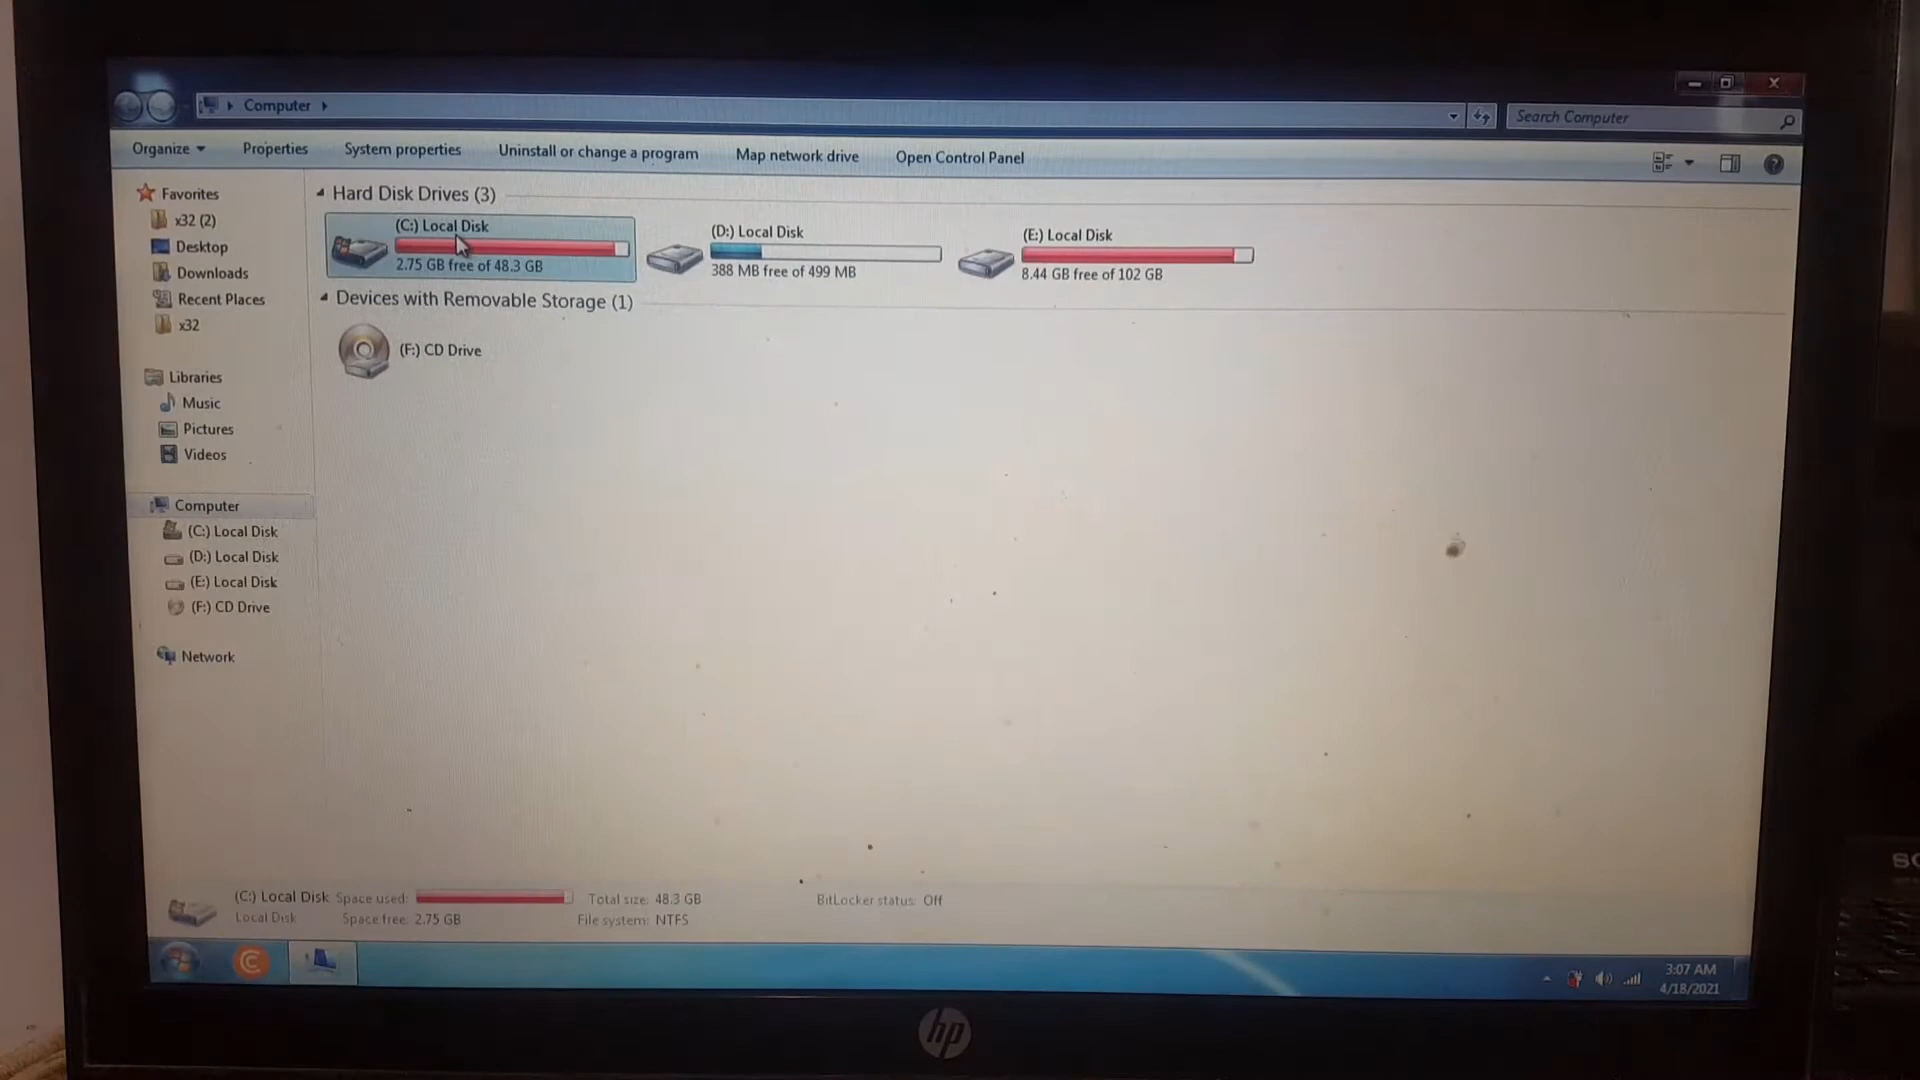 Computer
Search Computer
Organize
Properties
System properties
Uninstall or change a program
Map network drive
Open Control Panel
Favorites
x32 (2)
Desktop
Downloads
Recent Places
x32
Libraries
Music
Pictures
Videos
Computer
(C:) Local Disk
(D:) Local Disk
(E:) Local Disk
(F:) CD Drive
Network
Hard Disk Drives (3)
(C:) Local Disk
2.75 GB free of 48.3 GB
(D:) Local Disk
388 MB free of 499 MB
(E:) Local Disk
8.44 GB free of 102 GB
Devices with Removable Storage (1)
(F:) CD Drive
(C:) Local Disk Space used: Total size: 48.3 GB BitLocker status: Off
Local Disk Space free: 2.75 GB File system: NTFS
3:07 AM
4/18/2021
hp